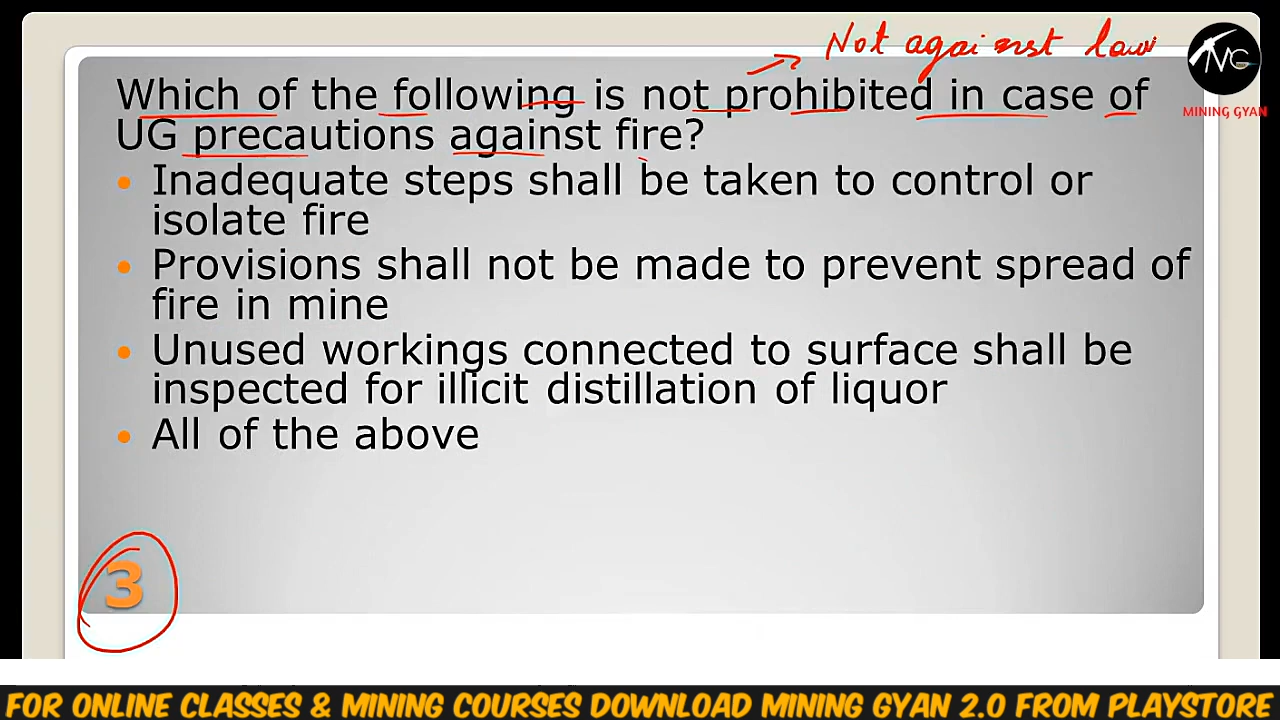 Not against law
MG
MINING GYAN
Which of the following is not prohibited in case of
UG precautions against fire?
• Inadequate steps shall be taken to control or
isolate fire
• Provisions shall not be made to prevent spread of
fire in mine
• Unused workings connected to surface shall be
inspected for illicit distillation of liquor
• All of the above
3
FOR ONLINE CLASSES & MINING COURSES DOWNLOAD MINING GYAN 2.0 FROM PLAYSTORE